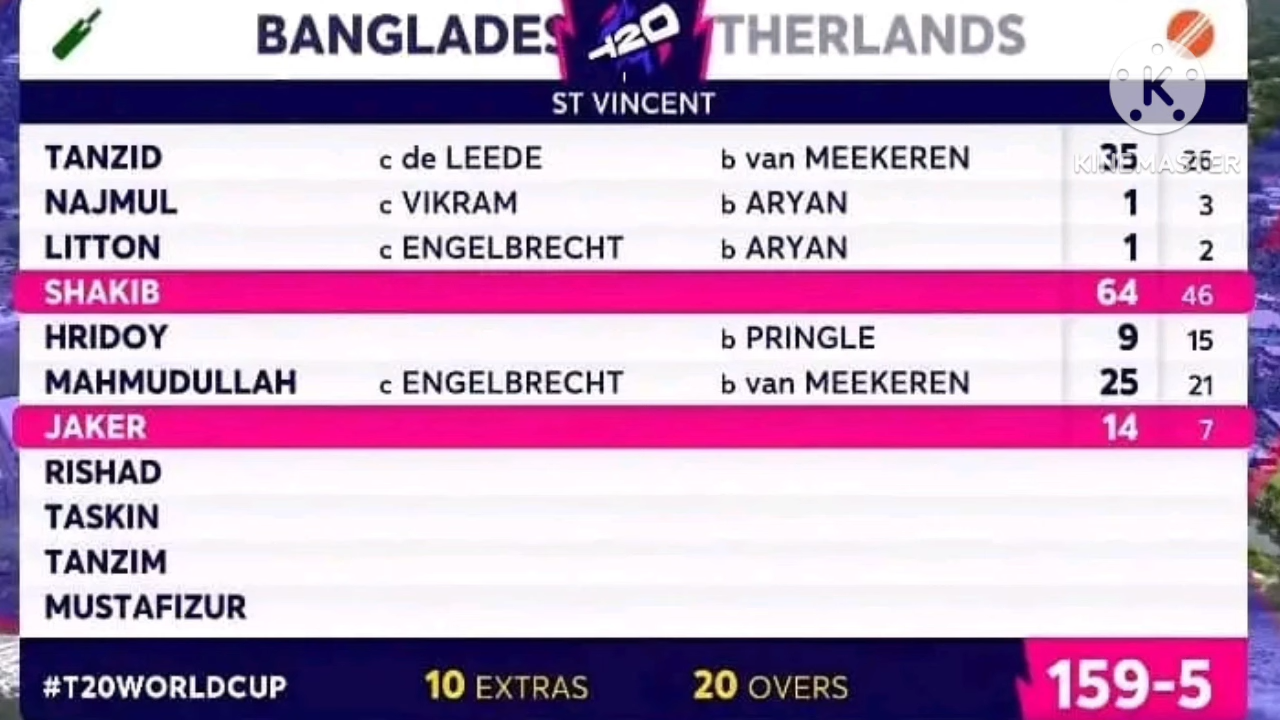 BANGLADES T20 THERLANDS
ST VINCENT
K
KINEMASTER
TANZID c de LEEDE b van MEEKEREN 35 26
NAJMUL c VIKRAM b ARYAN 1 3
LITTON c ENGELBRECHT b ARYAN 1 2
SHAKIB 64 46
HRIDOY b PRINGLE 9 15
MAHMUDULLAH c ENGELBRECHT b van MEEKEREN 25 21
JAKER 14 7
RISHAD
TASKIN
TANZIM
MUSTAFIZUR
#T20WORLDCUP 10 EXTRAS 20 OVERS 159-5